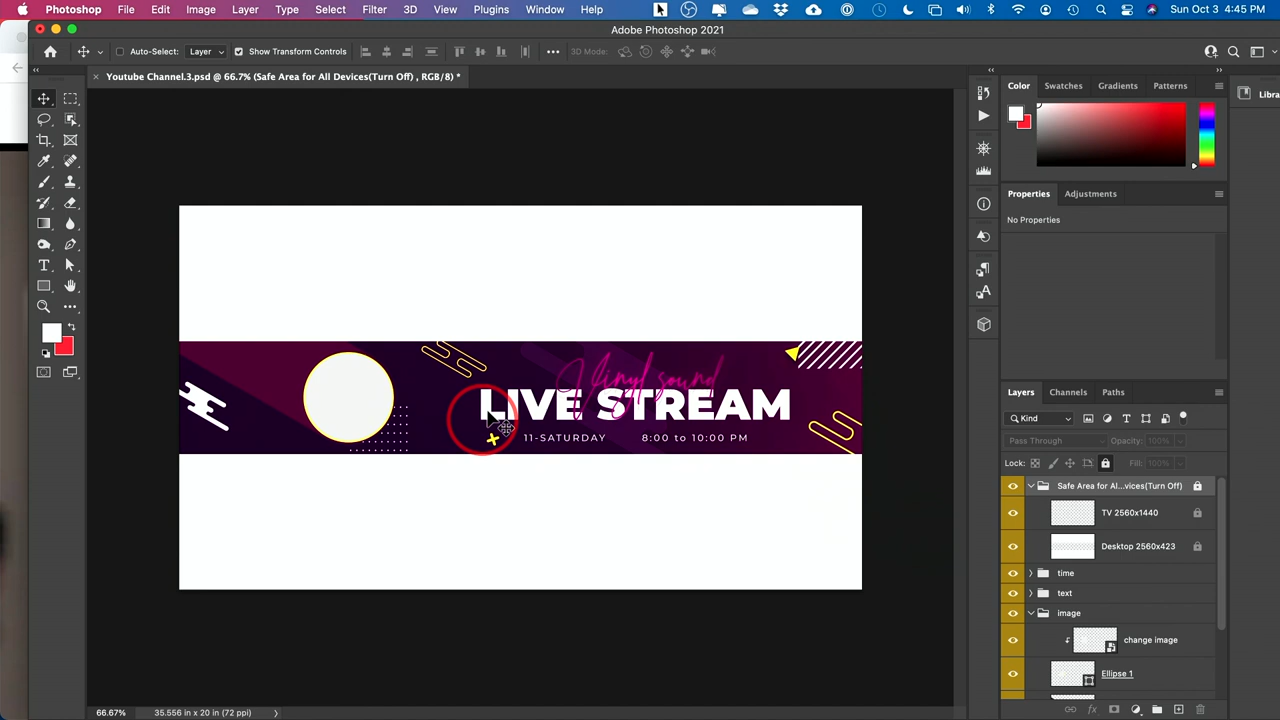 Photoshop File Edit Image Layer Type Select Filter 3D View Plugins Window Help Sun Oct 3 4:45 PM
Adobe Photoshop 2021
Auto-Select: Layer Show Transform Controls 3D Mode:
Youtube Channel.3.psd @ 66.7% (Safe Area for All Devices(Turn Off) , RGB/8) *
Color Swatches Gradients Patterns
Libra
Properties Adjustments
No Properties
Vinyl sound
LIVE STREAM
11-SATURDAY 8:00 to 10:00 PM
Layers Channels Paths
Kind
Pass Through Opacity: 100%
Lock: Fill: 100%
Safe Area for Al...vices(Turn Off)
TV 2560x1440
Desktop 2560x423
time
text
image
change image
Ellipse 1
66.67% 35.556 in x 20 in (72 ppi)